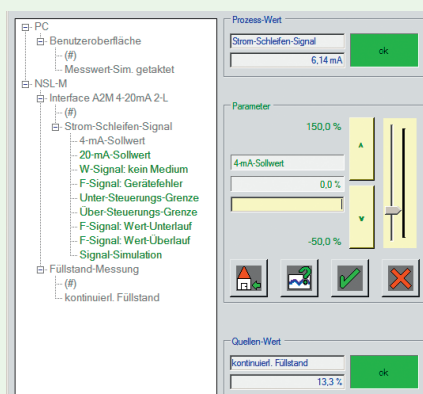 PC
Benutzeroberfläche
(#)
Messwert-Sim. getaktet
NSL-M
Interface A2M 4-20mA 2-L
(#)
Strom-Schleifen-Signal
4-mA-Sollwert
20-mA-Sollwert
W-Signal: kein Medium
F-Signal: Gerätefehler
Unter-Steuerungs-Grenze
Über-Steuerungs-Grenze
F-Signal: Wert-Unterlauf
F-Signal: Wert-Überlauf
Signal-Simulation
Füllstand-Messung
(#)
kontinuierl. Füllstand
Prozess-Wert
Strom-Schleifen-Signal
6,14 mA
ok
Parameter
150,0 %
4-mA-Sollwert
0,0 %
-50,0 %
Quellen-Wert
kontinuierl. Füllstand
13,3 %
ok